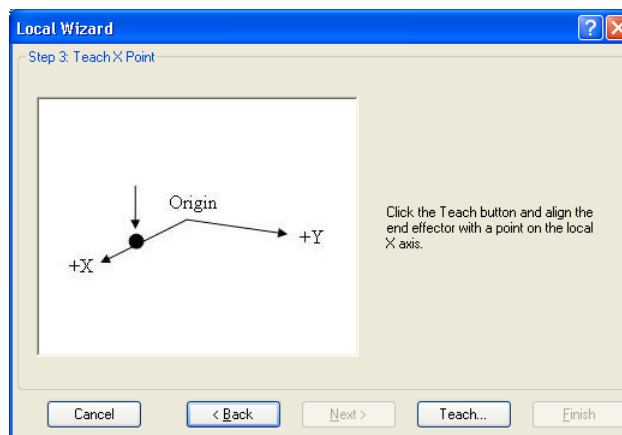 Local Wizard
Step 3: Teach X Point
Origin
+Y
+X
Click the Teach button and align the
end effector with a point on the local
X axis.
Cancel
< Back
Next >
Teach...
Finish